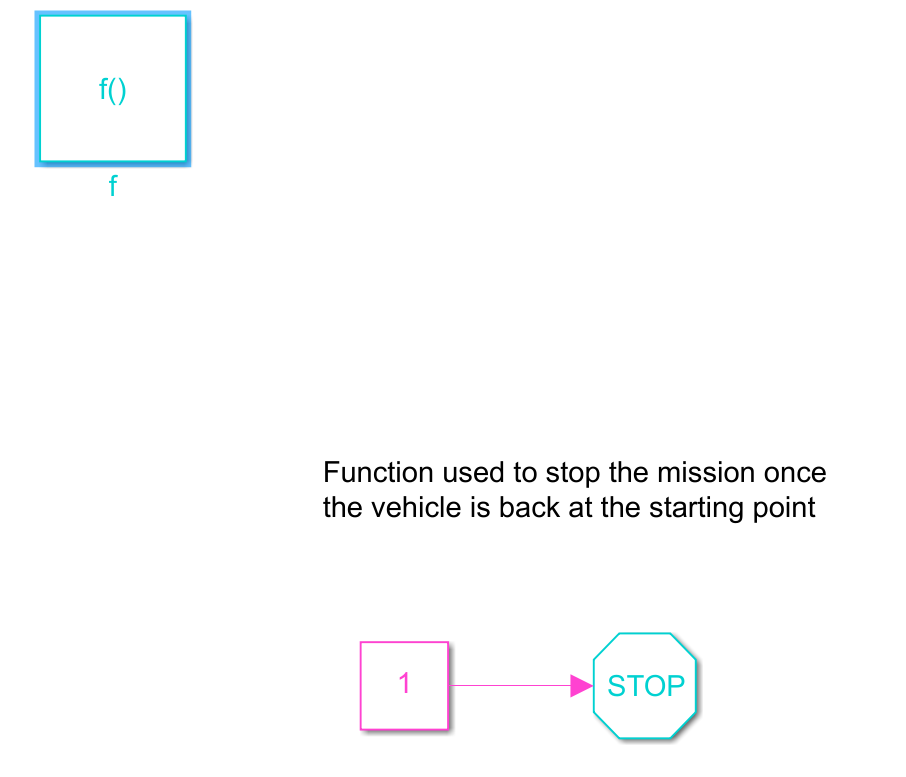 f()
f
Function used to stop the mission once
the vehicle is back at the starting point
1
STOP